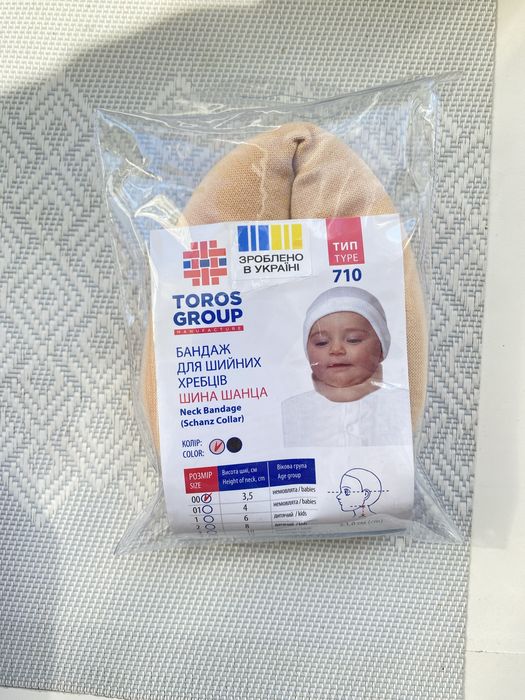 ЗРОБЛЕНО
В УКРАЇНІ
ТИП
TYPE
710
TOROS
GROUP
MANUFACTURE
БАНДАЖ
ДЛЯ ШИЙНИХ
ХРЕБЦІВ
ШИНА ШАНЦА
Neck Bandage
(Schanz Collar)
КОЛІР:
COLOR:
РОЗМІР
SIZE
Висота шиї, см
Height of neck, cm
Вікова група
Age group
00 3,5 немовлята / babies
01 4 немовлята / babies
1 6 дитячий / kids
2 8